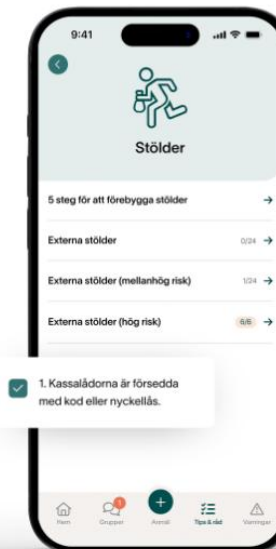 9:41
Stölder
5 steg för att förebygga stölder
Externa stölder 0/24
Externa stölder (mellanhög risk) 1/24
Externa stölder (hög risk) 6/6
1. Kassalådorna är försedda
med kod eller nyckellås.
1
Hem Grupper Anmäl Tips & råd Varningar